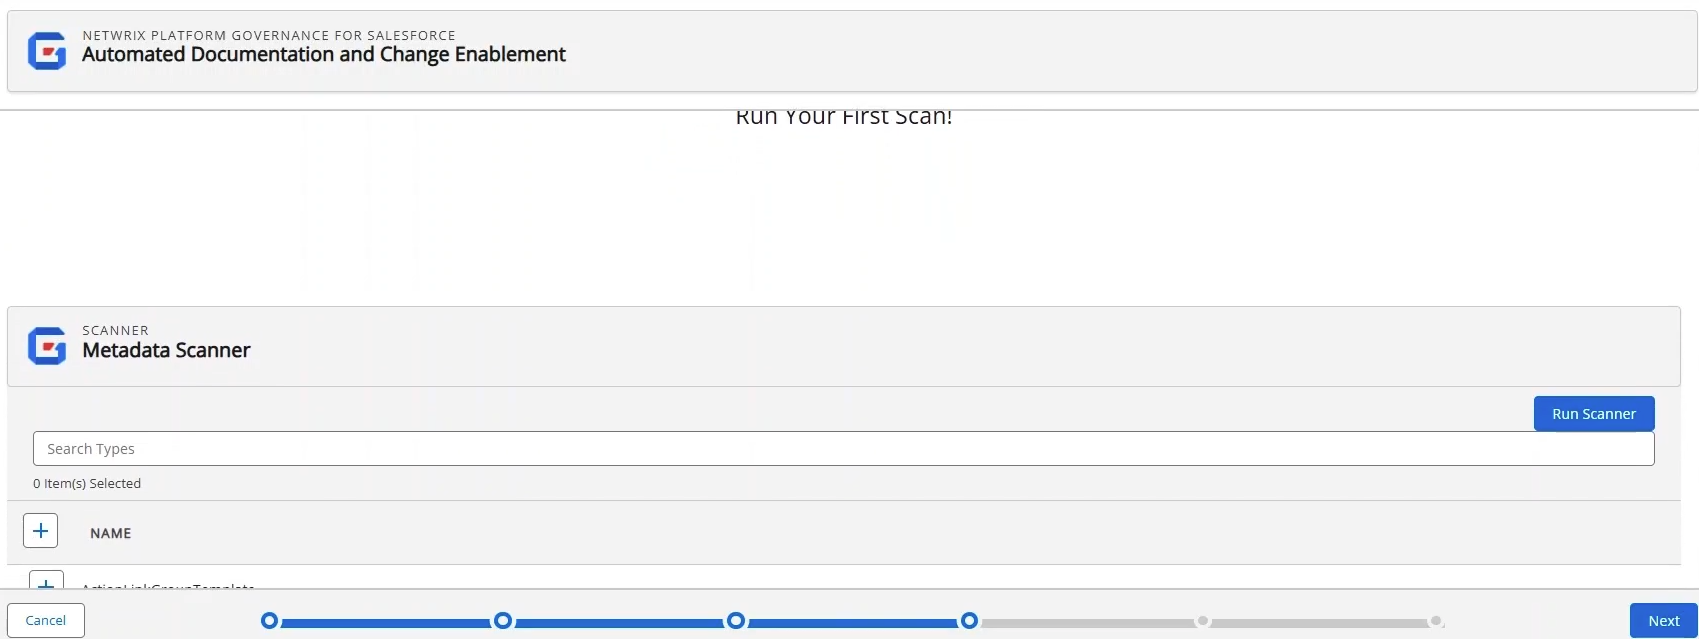 NETWRIX PLATFORM GOVERNANCE FOR SALESFORCE
Automated Documentation and Change Enablement
Run Your First Scan!
SCANNER
Metadata Scanner
Run Scanner
Search Types
0 Item(s) Selected
NAME
ActionLinkGroupTemplate
Cancel
Next